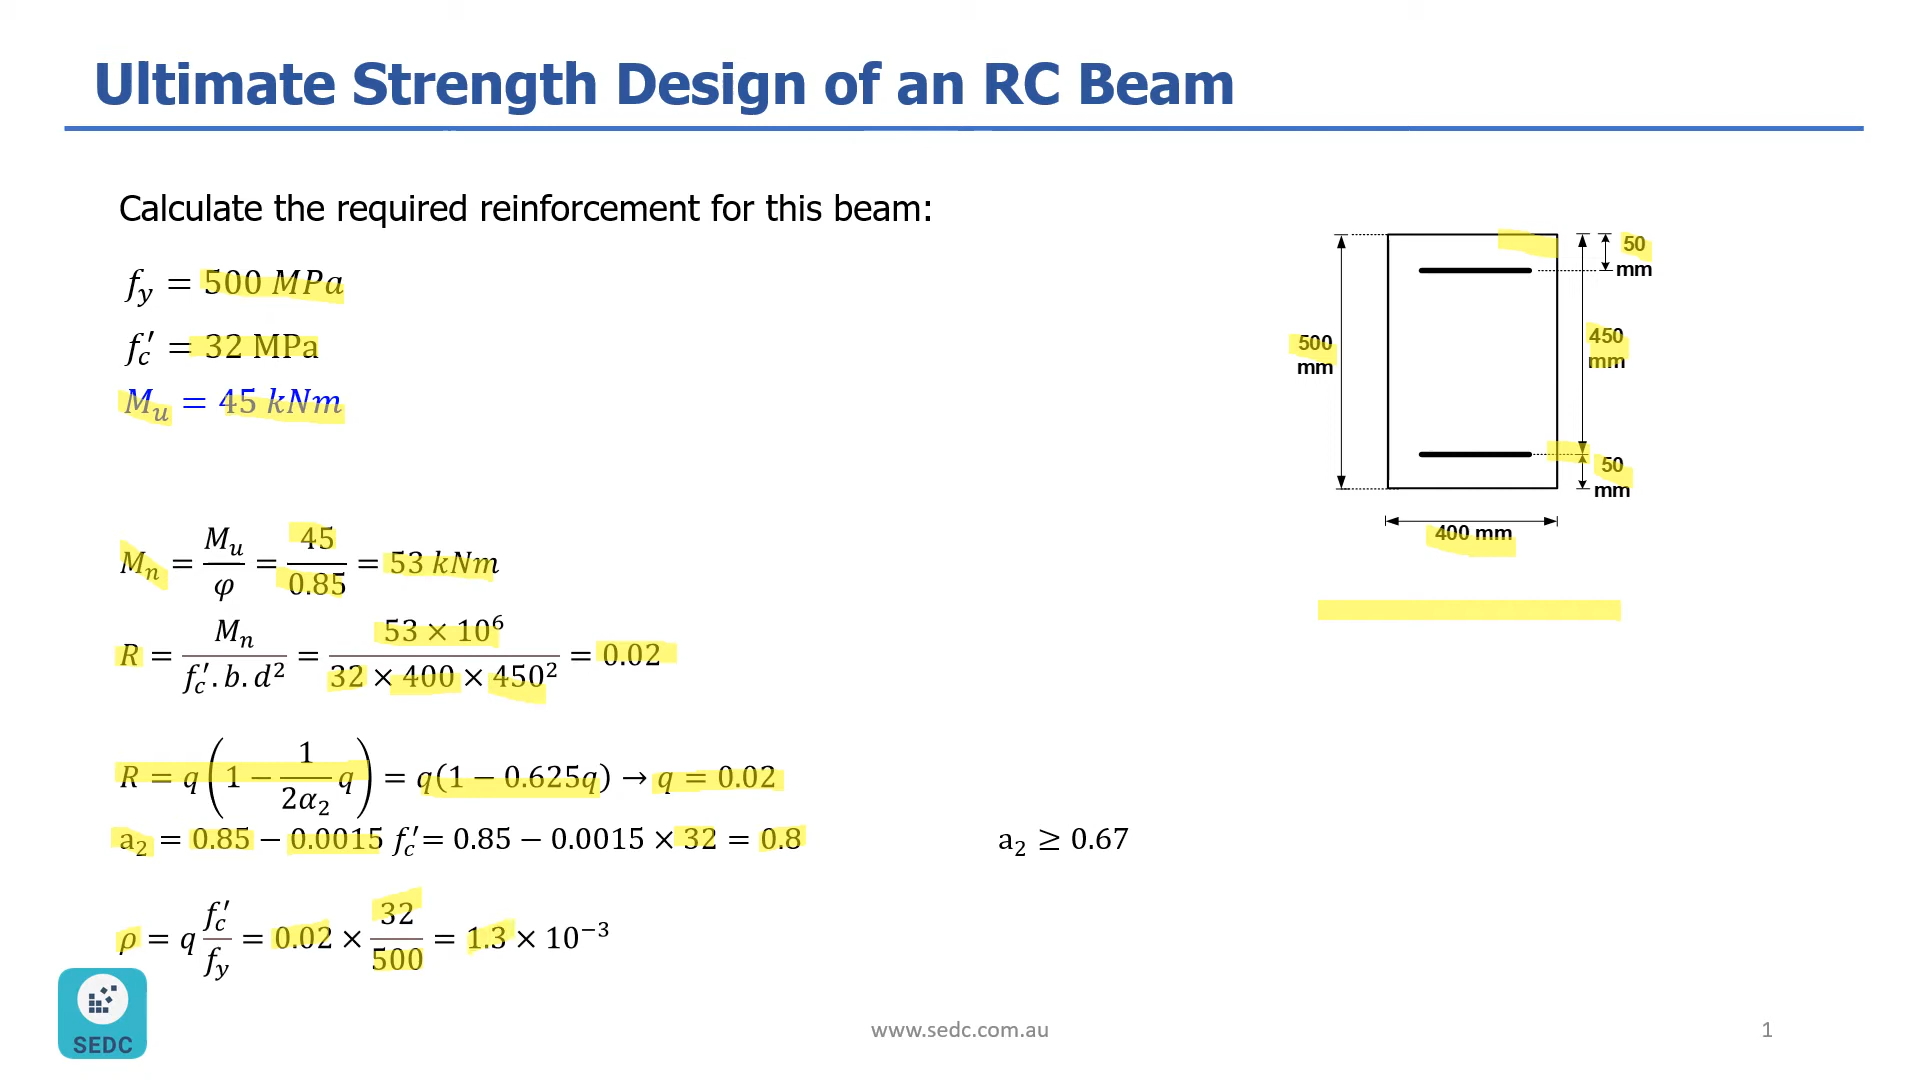 Ultimate Strength Design of an RC Beam
Calculate the required reinforcement for this beam:
f_y = 500 MPa
f_c′ = 32 MPa
M_u = 45 kNm
50
mm
500
mm
450
mm
50
mm
400 mm
M_n = M_u/φ = 45/0.85 = 53 kNm
R = M_n/(f_c′.b.d²) = (53 × 10⁶)/(32 × 400 × 450²) = 0.02
R = q(1 − 1/(2α₂) q) = q(1 − 0.625q) → q = 0.02
a₂ = 0.85 − 0.0015 f_c′= 0.85 − 0.0015 × 32 = 0.8
a₂ ≥ 0.67
ρ = q f_c′/f_y = 0.02 × 32/500 = 1.3 × 10⁻³
SEDC
www.sedc.com.au
1